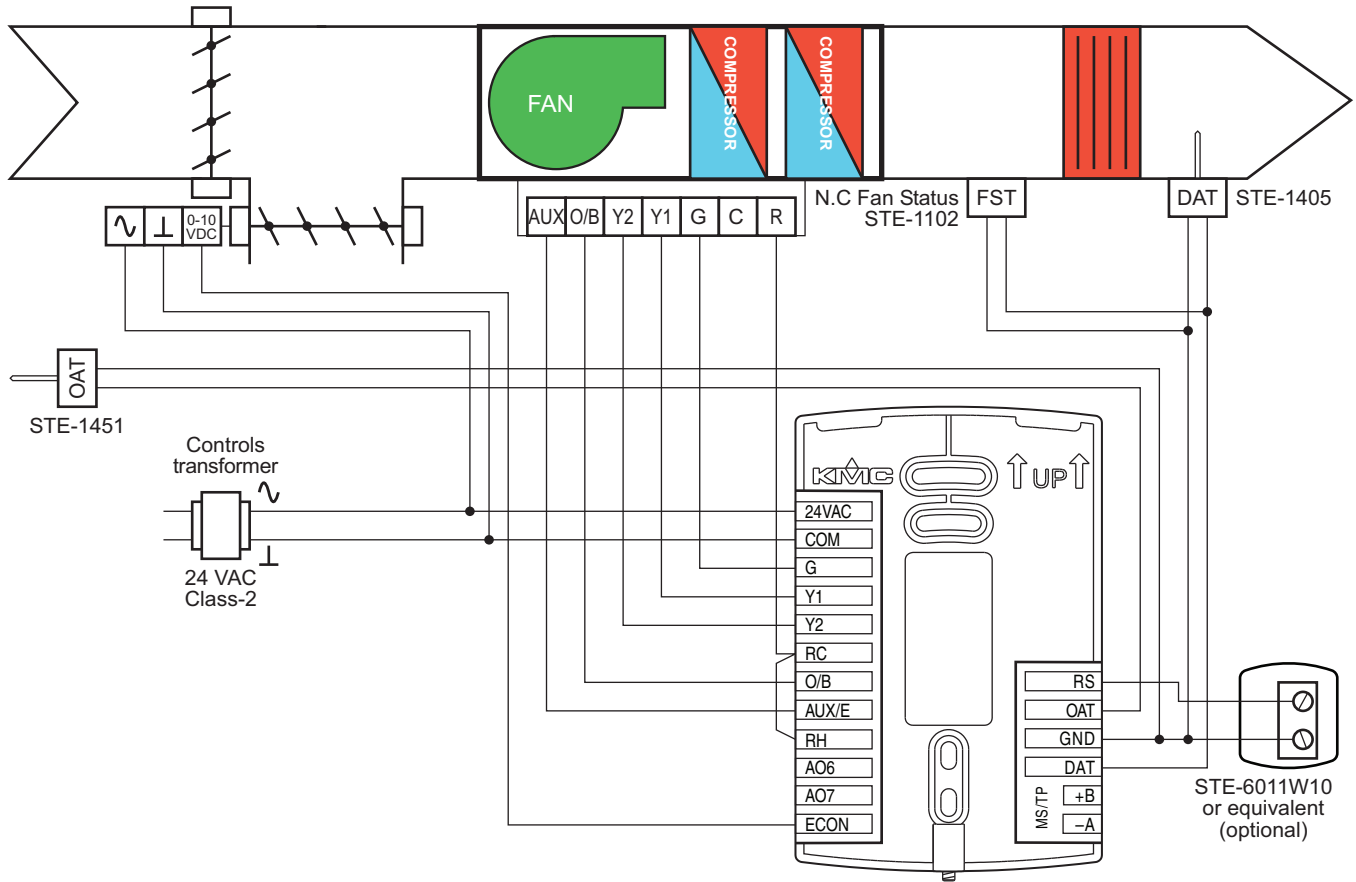 FAN
COMPRESSOR
COMPRESSOR
N.C Fan Status
STE-1102
FST
DAT
STE-1405
0-10
VDC
AUX
O/B
Y2
Y1
G
C
R
OAT
STE-1451
Controls
transformer
24 VAC
Class-2
KMC
UP
24VAC
COM
G
Y1
Y2
RC
O/B
AUX/E
RH
AO6
AO7
ECON
RS
OAT
GND
DAT
MS/TP
+B
–A
STE-6011W10
or equivalent
(optional)